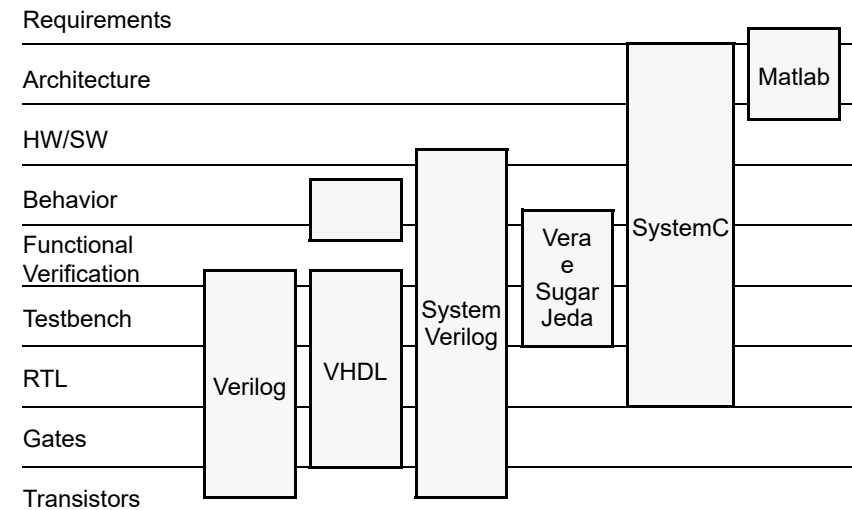 Requirements
Architecture
HW/SW
Behavior
Functional
Verification
Testbench
RTL
Gates
Transistors
Verilog
VHDL
System
Verilog
Vera
e
Sugar
Jeda
SystemC
Matlab